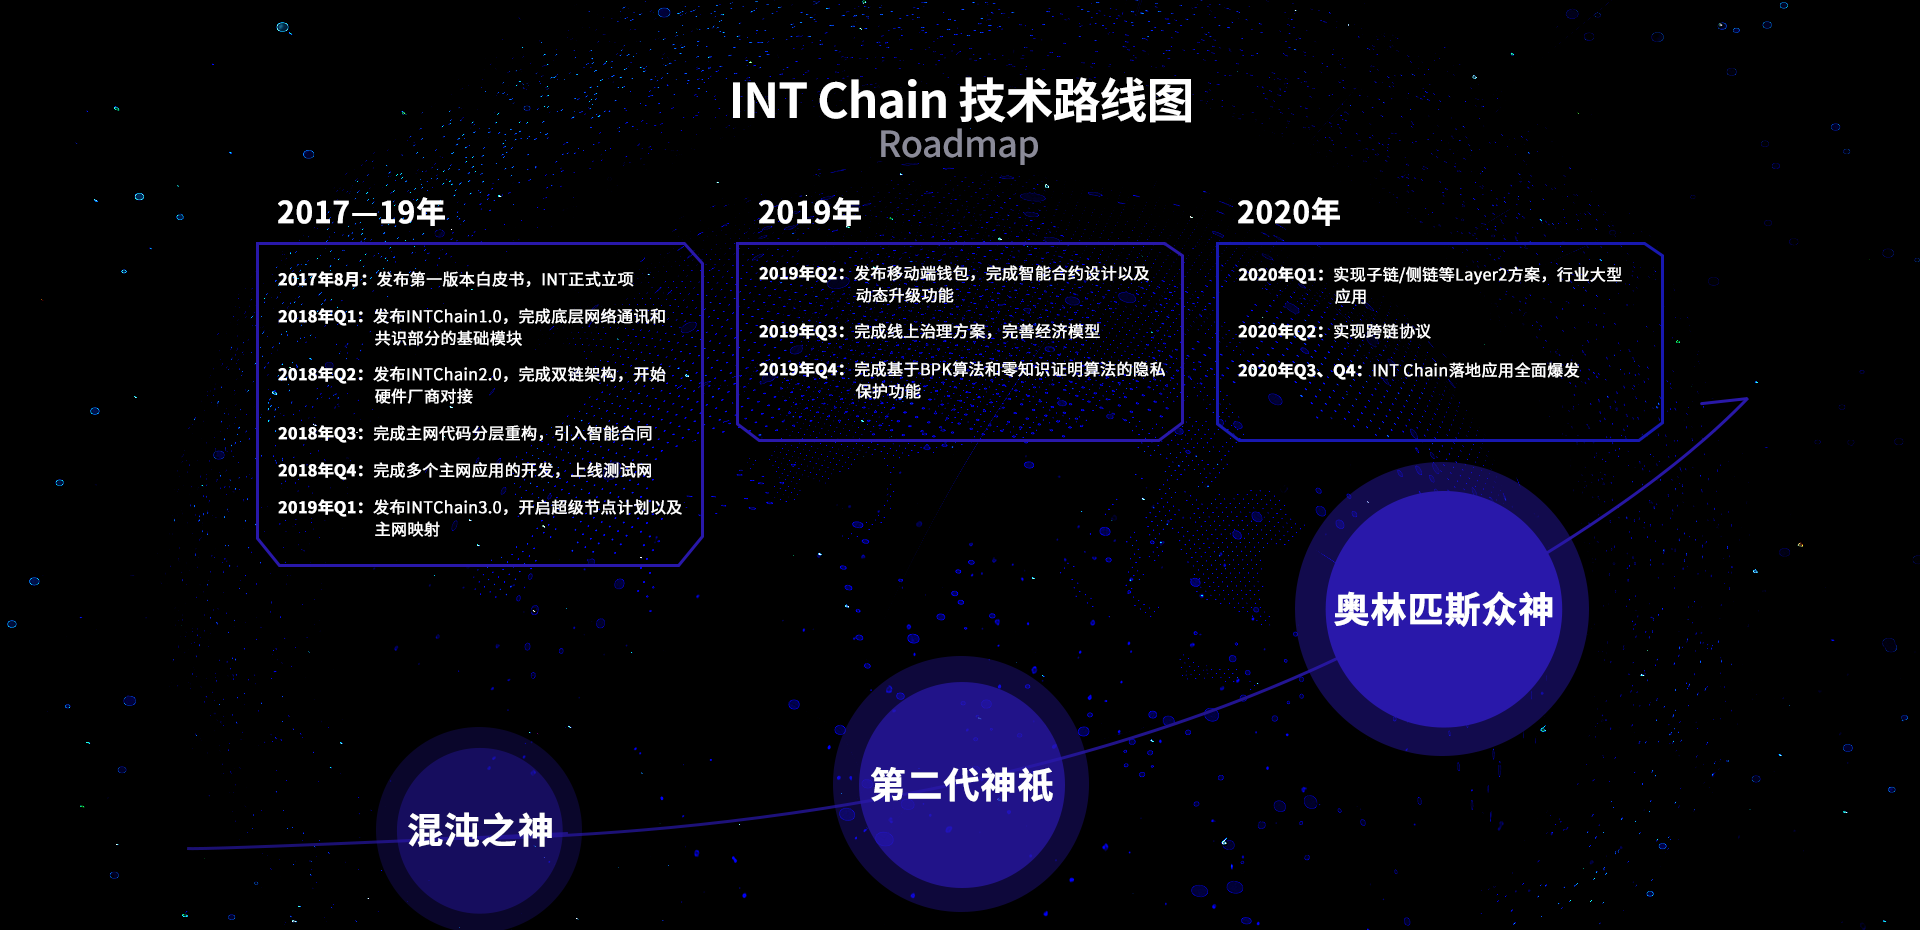 INT Chain 技术路线图
Roadmap
2017—19年
2017年8月：发布第一版本白皮书，INT正式立项
2018年Q1：发布INTChain1.0，完成底层网络通讯和
共识部分的基础模块
2018年Q2：发布INTChain2.0，完成双链架构，开始
硬件厂商对接
2018年Q3：完成主网代码分层重构，引入智能合同
2018年Q4：完成多个主网应用的开发，上线测试网
2019年Q1：发布INTChain3.0，开启超级节点计划以及
主网映射
2019年
2019年Q2：发布移动端钱包，完成智能合约设计以及
动态升级功能
2019年Q3：完成线上治理方案，完善经济模型
2019年Q4：完成基于BPK算法和零知识证明算法的隐私
保护功能
2020年
2020年Q1：实现子链/侧链等Layer2方案，行业大型
应用
2020年Q2：实现跨链协议
2020年Q3、Q4：INT Chain落地应用全面爆发
混沌之神
第二代神祇
奥林匹斯众神